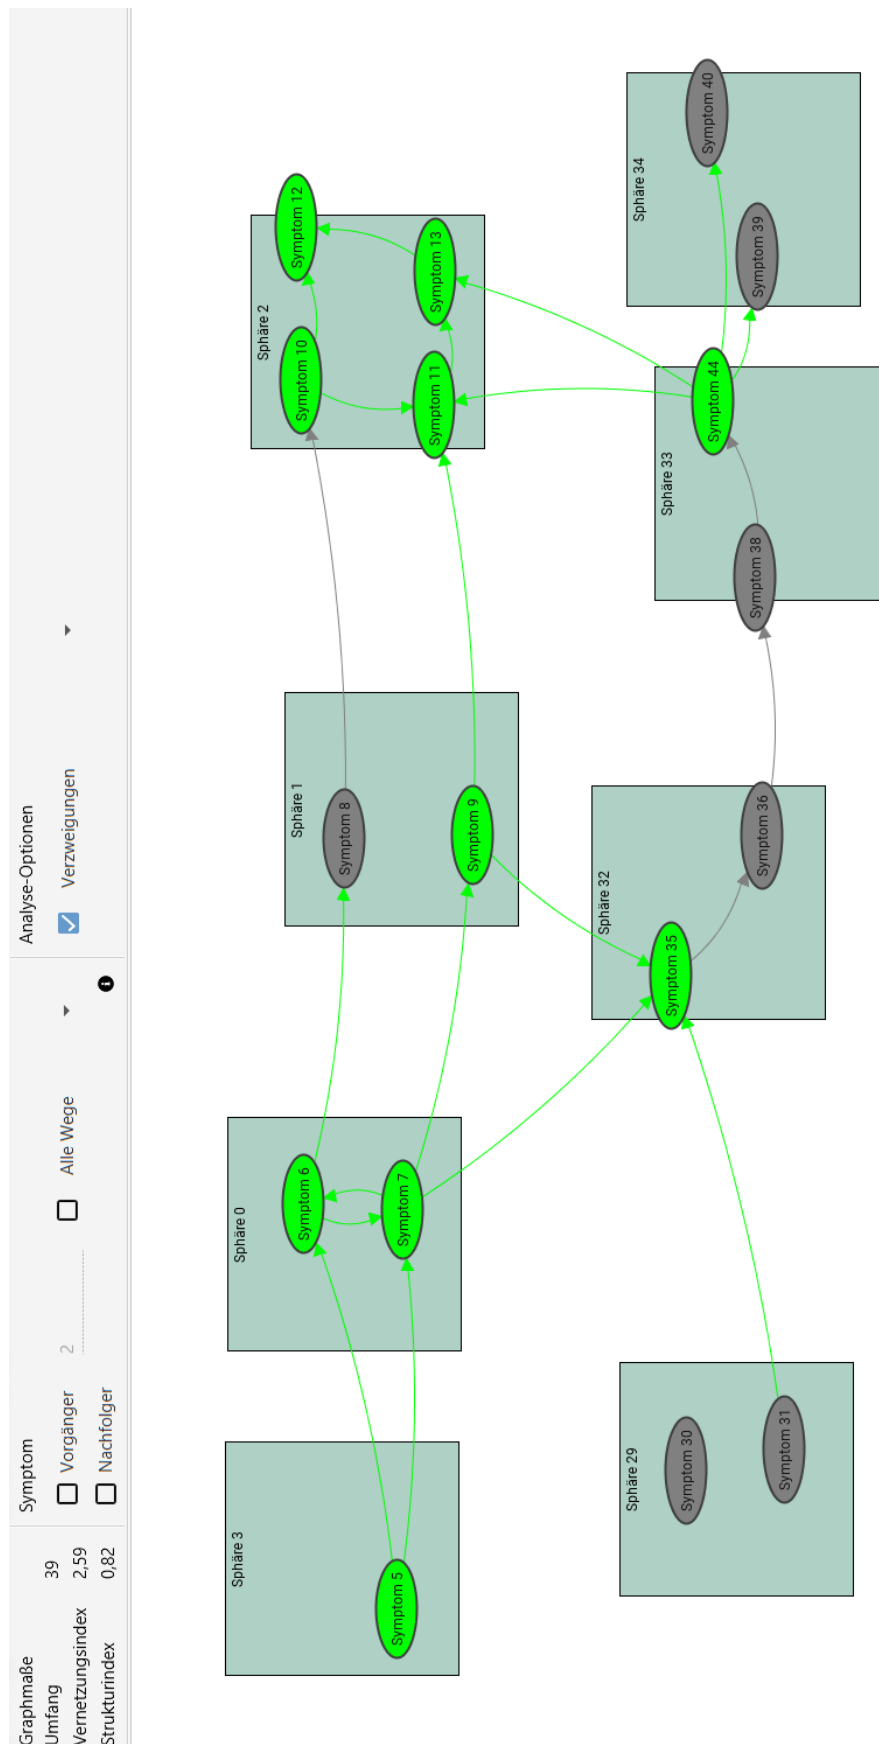 Graphmaße
Umfang 39
Vernetzungsindex 2,59
Strukturindex 0,82
Symptom
Vorgänger 2
Nachfolger
Alle Wege
Analyse-Optionen
Verzweigungen
Sphäre 3
Symptom 5
Sphäre 0
Symptom 6
Symptom 7
Sphäre 1
Symptom 8
Symptom 9
Sphäre 2
Symptom 10
Symptom 12
Symptom 11
Symptom 13
Sphäre 29
Symptom 30
Symptom 31
Sphäre 32
Symptom 35
Symptom 36
Sphäre 33
Symptom 38
Symptom 44
Sphäre 34
Symptom 39
Symptom 40